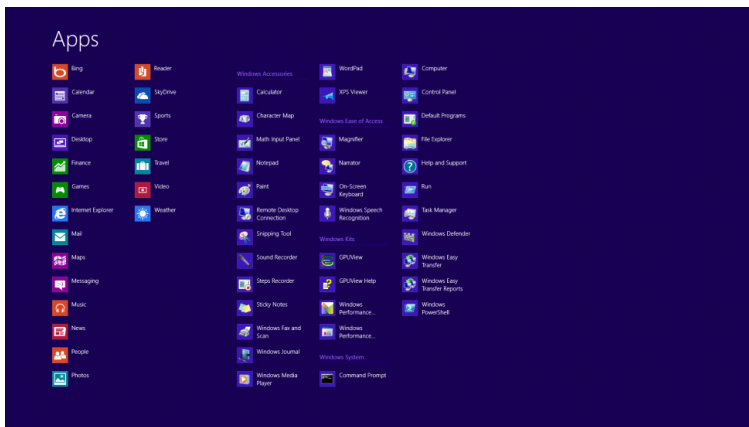 Apps
Bing
Calendar
Camera
Desktop
Finance
Games
Internet Explorer
Mail
Maps
Messaging
Music
News
People
Photos
Reader
SkyDrive
Sports
Store
Travel
Video
Weather
Windows Accessories
Calculator
Character Map
Math Input Panel
Notepad
Paint
Remote Desktop
Connection
Snipping Tool
Sound Recorder
Steps Recorder
Sticky Notes
Windows Fax and
Scan
Windows Journal
Windows Media
Player
WordPad
XPS Viewer
Windows Ease of Access
Magnifier
Narrator
On-Screen
Keyboard
Windows Speech
Recognition
Windows Kits
GPUView
GPUView Help
Windows
Performance...
Windows
Performance...
Windows System
Command Prompt
Computer
Control Panel
Default Programs
File Explorer
Help and Support
Run
Task Manager
Windows Defender
Windows Easy
Transfer
Windows Easy
Transfer Reports
Windows
PowerShell